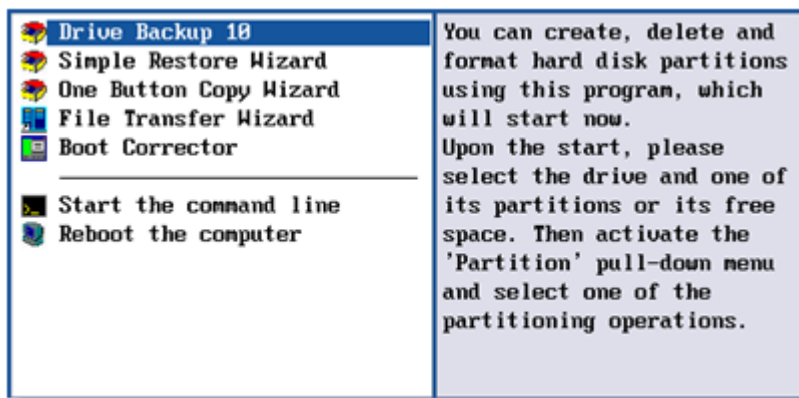 Drive Backup 10
Simple Restore Wizard
One Button Copy Wizard
File Transfer Wizard
Boot Corrector
Start the command line
Reboot the computer
You can create, delete and
format hard disk partitions
using this program, which
will start now.
Upon the start, please
select the drive and one of
its partitions or its free
space. Then activate the
'Partition' pull-down menu
and select one of the
partitioning operations.